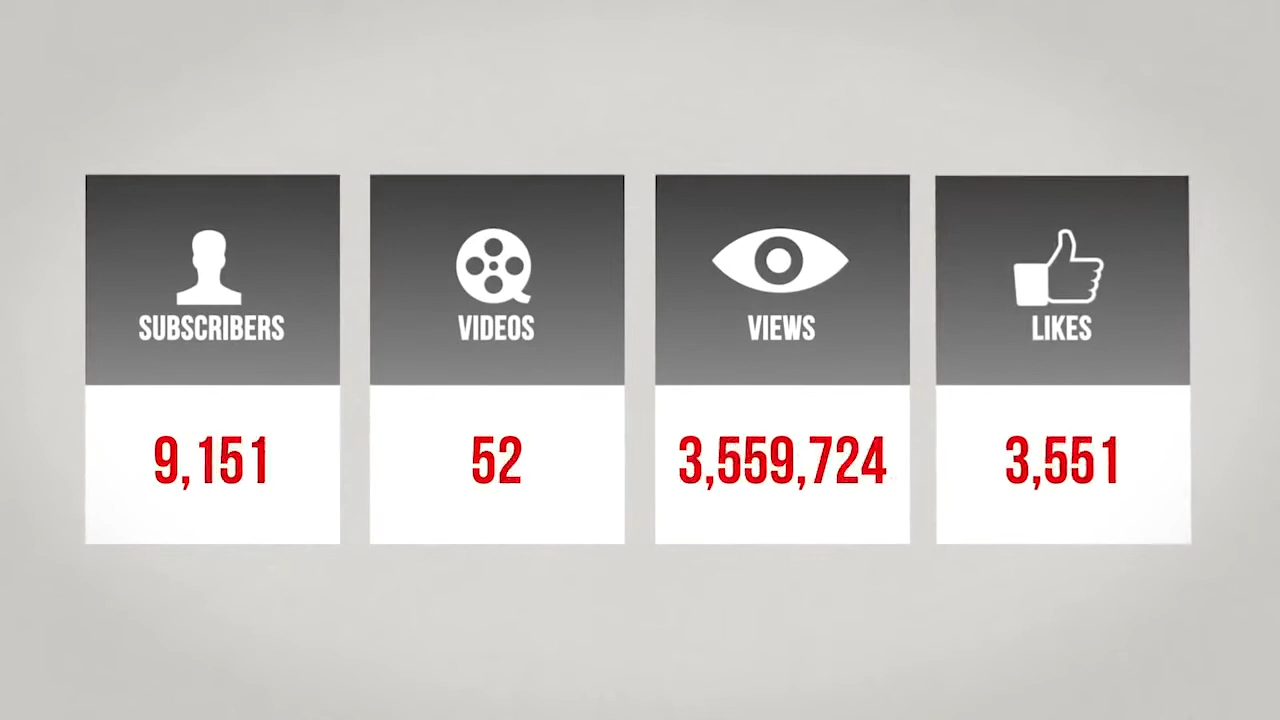 SUBSCRIBERS
9,151
VIDEOS
52
VIEWS
3,559,724
LIKES
3,551